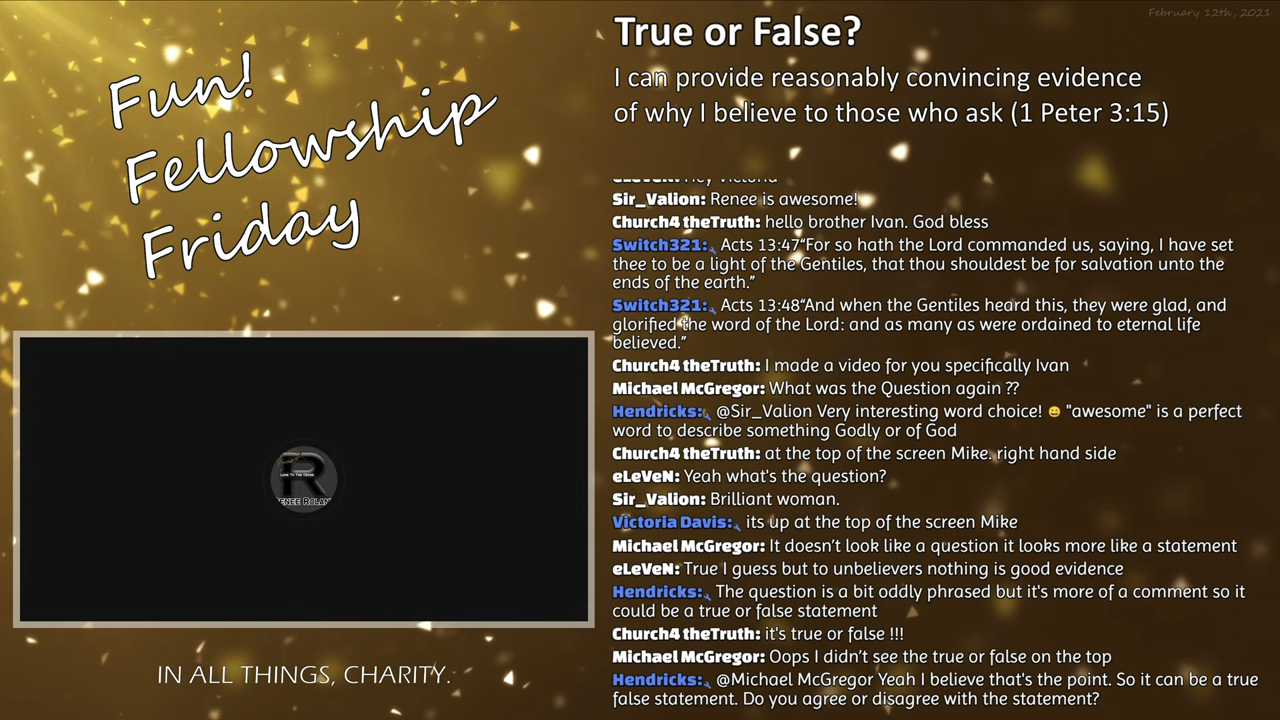 February 12th, 2021
Fun!
Fellowship
Friday
True or False?
I can provide reasonably convincing evidence
of why I believe to those who ask (1 Peter 3:15)
eLeVeN: Hey Victoria
Sir_Valion: Renee is awesome!
Church4 theTruth: hello brother Ivan. God bless
Switch321: Acts 13:47“For so hath the Lord commanded us, saying, I have set
thee to be a light of the Gentiles, that thou shouldest be for salvation unto the
ends of the earth.”
Switch321: Acts 13:48“And when the Gentiles heard this, they were glad, and
glorified the word of the Lord: and as many as were ordained to eternal life
believed.”
Church4 theTruth: I made a video for you specifically Ivan
Michael McGregor: What was the Question again ??
Hendricks: @Sir_Valion Very interesting word choice! 😀 "awesome" is a perfect
word to describe something Godly or of God
Church4 theTruth: at the top of the screen Mike. right hand side
eLeVeN: Yeah what's the question?
Sir_Valion: Brilliant woman.
Victoria Davis: its up at the top of the screen Mike
Michael McGregor: It doesn’t look like a question it looks more like a statement
eLeVeN: True I guess but to unbelievers nothing is good evidence
Hendricks: The question is a bit oddly phrased but it's more of a comment so it
could be a true or false statement
Church4 theTruth: it's true or false !!!
Michael McGregor: Oops I didn’t see the true or false on the top
Hendricks: @Michael McGregor Yeah I believe that's the point. So it can be a true
false statement. Do you agree or disagree with the statement?
R
LOOK TO THE CROSS
RENEE ROLAN
IN ALL THINGS, CHARITY.